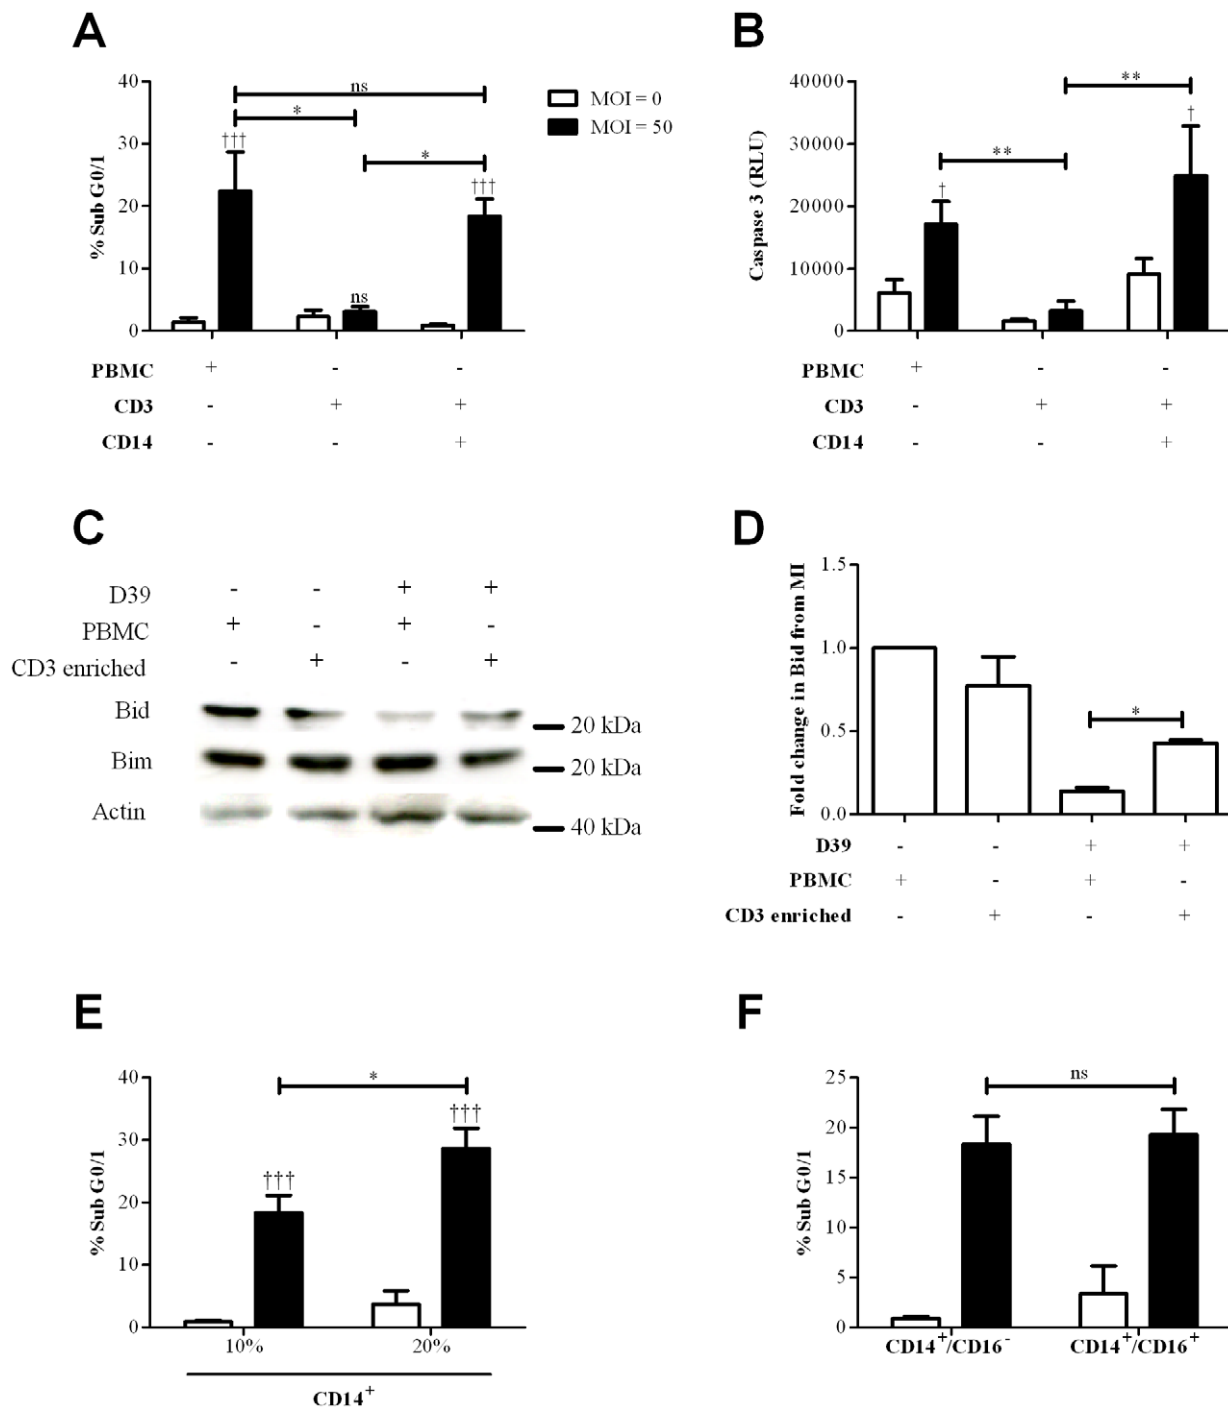 A
40
30
20
10
0
% Sub G0/1
ns
*
*
†††
ns
†††
MOI = 0
MOI = 50
PBMC + - -
CD3 - + +
CD14 - - +
B
40000
30000
20000
10000
0
Caspase 3 (RLU)
**
**
†
†
PBMC + - -
CD3 - + +
CD14 - - +
C
D39 - - + +
PBMC + - + -
CD3 enriched - + - +
Bid
20 kDa
Bim
20 kDa
Actin
40 kDa
D
1.5
1.0
0.5
0.0
Fold change in Bid from MI
*
D39 - - + +
PBMC + - + -
CD3 enriched - + - +
E
40
30
20
10
0
% Sub G0/1
*
†††
†††
10% 20%
CD14+
F
25
20
15
10
5
0
% Sub G0/1
ns
CD14+/CD16- CD14+/CD16+